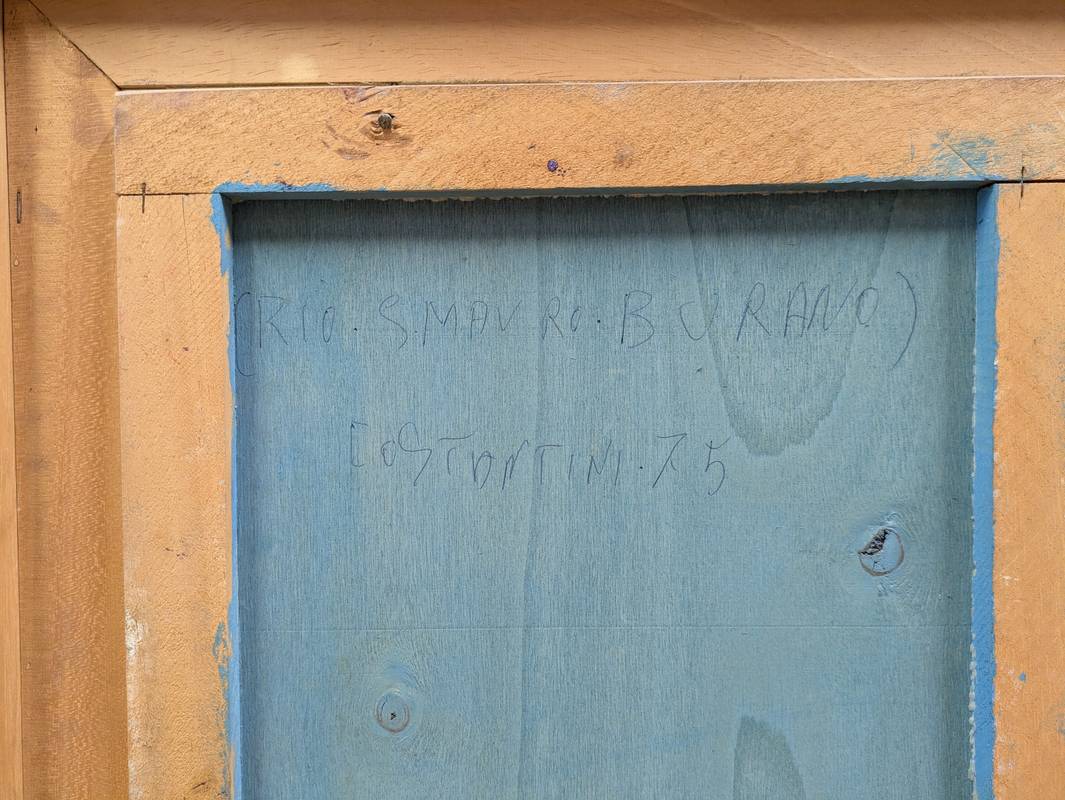 (RIO. S. MAURO. BURANO)
COSTANTINI. 75